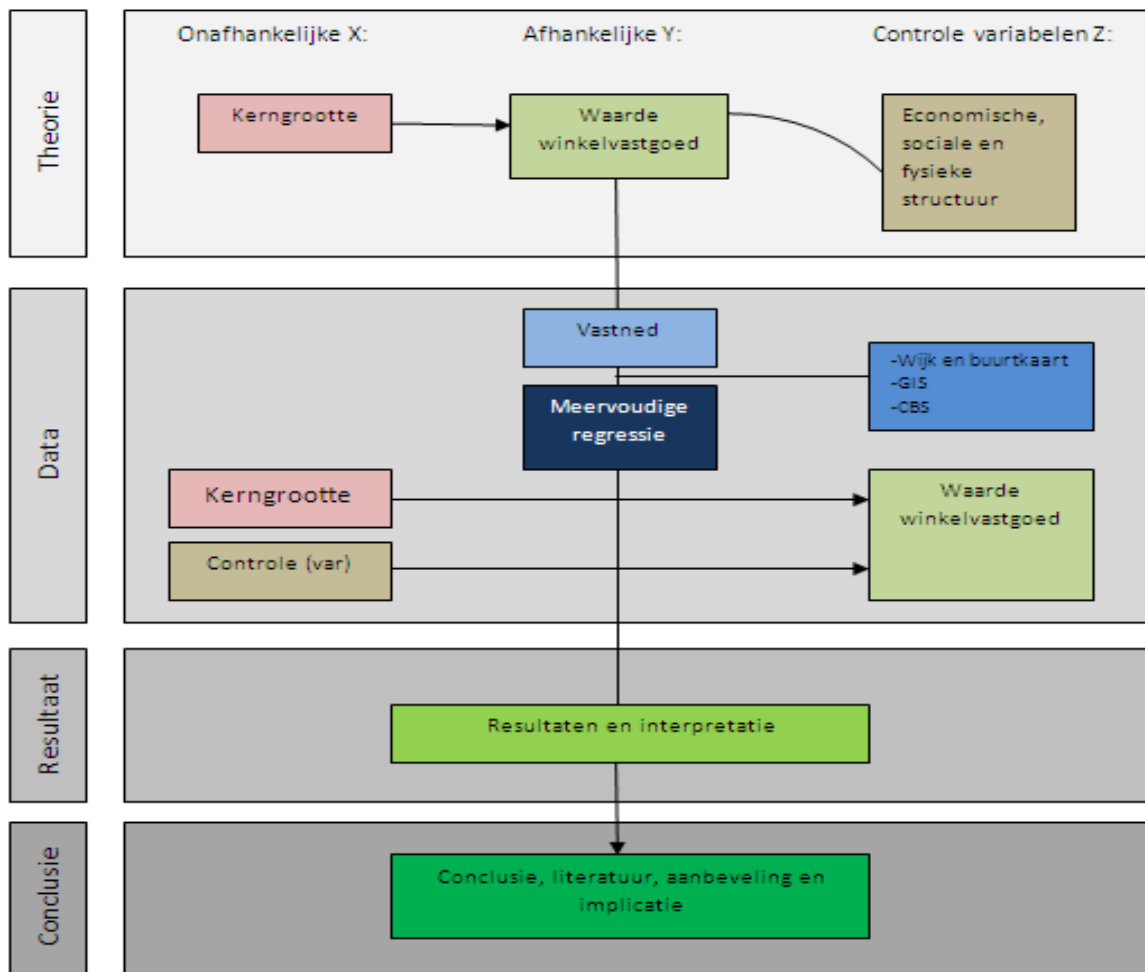 Theorie
Onafhankelijke X:
Afhankelijke Y:
Controle variabelen Z:
Kerngrootte
Waarde
winkelvastgoed
Economische,
sociale en
fysieke
structuur
Data
Vastned
-Wijk en buurtkaart
-GIS
-CBS
Meervoudige
regressie
Kerngrootte
Waarde
winkelvastgoed
Controle (var)
Resultaat
Resultaten en interpretatie
Conclusie
Conclusie, literatuur, aanbeveling en
implicatie